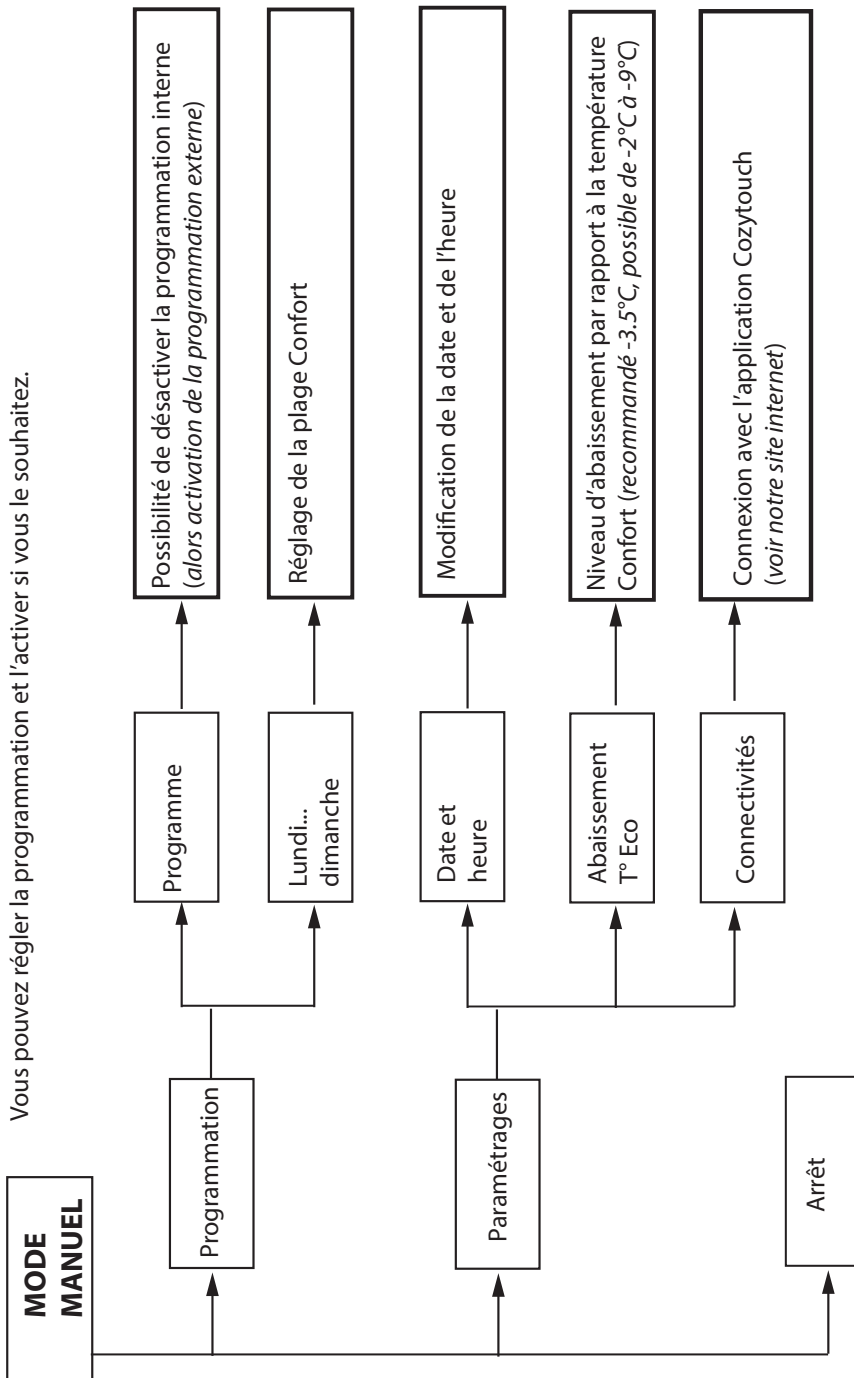 Vous pouvez régler la programmation et l'activer si vous le souhaitez.
MODE
MANUEL
Programmation
Programme
Possibilité de désactiver la programmation interne
(alors activation de la programmation externe)
Lundi...
dimanche
Réglage de la plage Confort
Paramétrages
Date et
heure
Modification de la date et de l'heure
Abaissement
T° Eco
Niveau d'abaissement par rapport à la température
Confort (recommandé -3.5°C, possible de -2°C à -9°C)
Connectivités
Connexion avec l'application Cozytouch
(voir notre site internet)
Arrêt